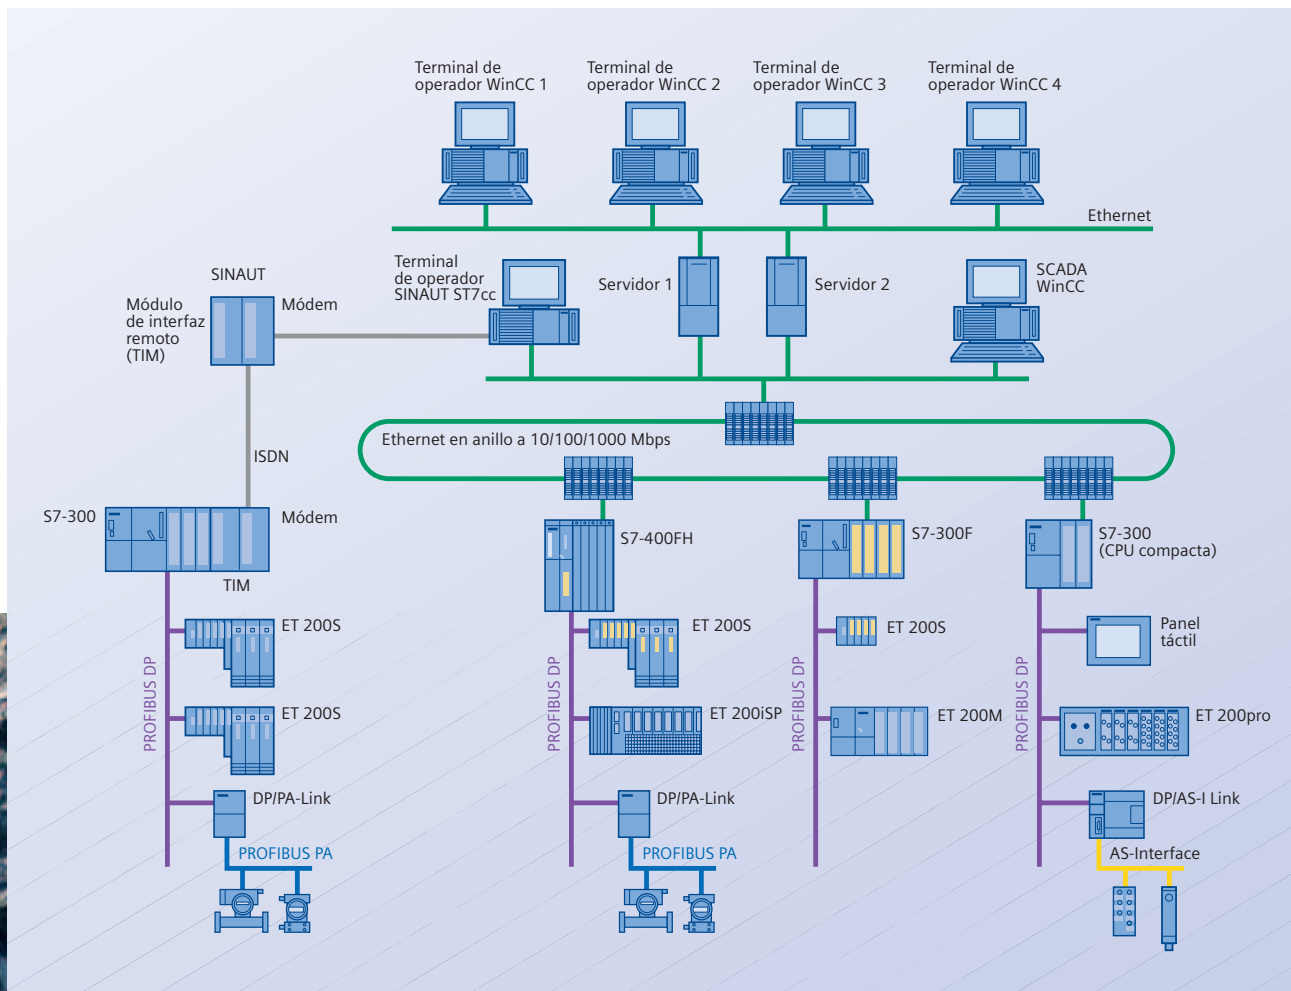 Terminal de
operador WinCC 1
Terminal de
operador WinCC 2
Terminal de
operador WinCC 3
Terminal de
operador WinCC 4
Ethernet
SINAUT
Módulo
de interfaz
remoto
(TIM)
Módem
Terminal
de operador
SINAUT ST7cc
Servidor 1
Servidor 2
SCADA
WinCC
Ethernet en anillo a 10/100/1000 Mbps
ISDN
S7-300
Módem
TIM
S7-400FH
S7-300F
S7-300
(CPU compacta)
PROFIBUS DP
ET 200S
ET 200S
DP/PA-Link
PROFIBUS PA
PROFIBUS DP
ET 200S
ET 200iSP
DP/PA-Link
PROFIBUS PA
PROFIBUS DP
ET 200S
ET 200M
PROFIBUS DP
Panel
táctil
ET 200pro
DP/AS-I Link
AS-Interface